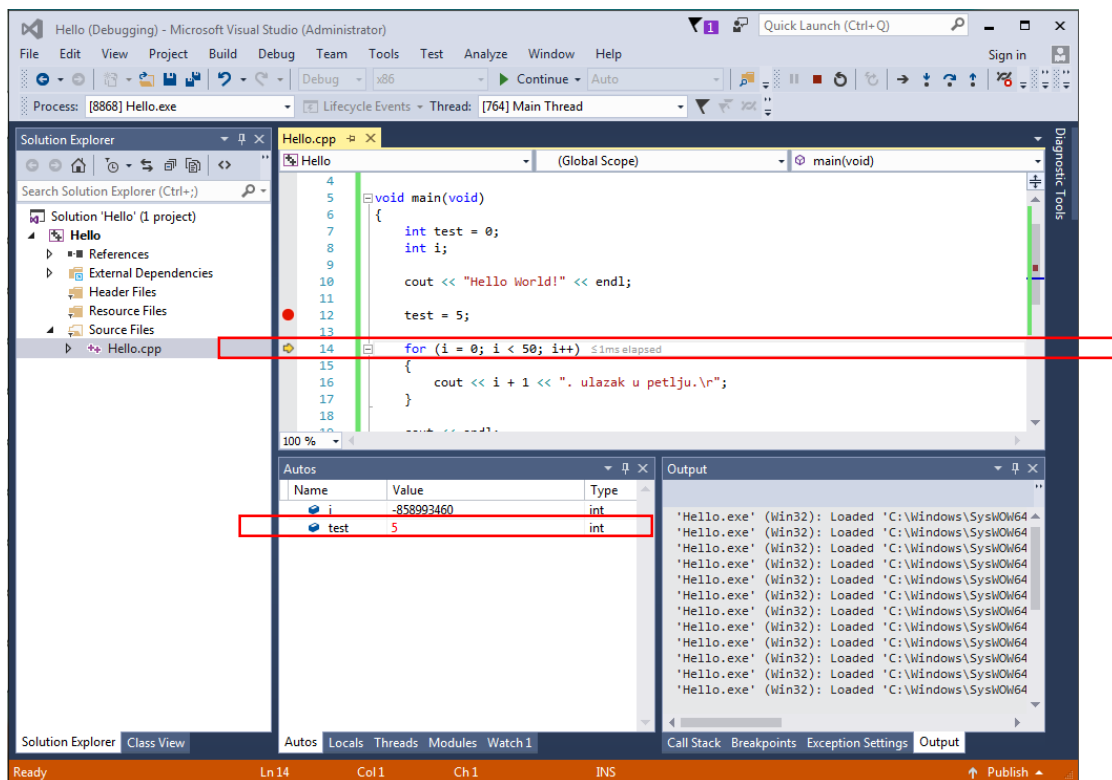 Hello (Debugging) - Microsoft Visual Studio (Administrator)
1
Quick Launch (Ctrl+Q)
File Edit View Project Build Debug Team Tools Test Analyze Window Help
Sign in
Debug x86 Continue Auto
Process: [8868] Hello.exe Lifecycle Events Thread: [764] Main Thread
Solution Explorer
Search Solution Explorer (Ctrl+;)
Solution 'Hello' (1 project)
Hello
References
External Dependencies
Header Files
Resource Files
Source Files
Hello.cpp
Hello.cpp
Hello (Global Scope) main(void)
4
5 void main(void)
6 {
7 int test = 0;
8 int i;
9
10 cout << "Hello World!" << endl;
11
12 test = 5;
13
14 for (i = 0; i < 50; i++) ≤1ms elapsed
15 {
16 cout << i + 1 << ". ulazak u petlju.\r";
17 }
18
19 cout << endl;
100 %
Diagnostic Tools
Autos
Name Value Type
i -858993460 int
test 5 int
Output
'Hello.exe' (Win32): Loaded 'C:\Windows\SysWOW64
'Hello.exe' (Win32): Loaded 'C:\Windows\SysWOW64
'Hello.exe' (Win32): Loaded 'C:\Windows\SysWOW64
'Hello.exe' (Win32): Loaded 'C:\Windows\SysWOW64
'Hello.exe' (Win32): Loaded 'C:\Windows\SysWOW64
'Hello.exe' (Win32): Loaded 'C:\Windows\SysWOW64
'Hello.exe' (Win32): Loaded 'C:\Windows\SysWOW64
'Hello.exe' (Win32): Loaded 'C:\Windows\SysWOW64
'Hello.exe' (Win32): Loaded 'C:\Windows\SysWOW64
'Hello.exe' (Win32): Loaded 'C:\Windows\SysWOW64
'Hello.exe' (Win32): Loaded 'C:\Windows\SysWOW64
'Hello.exe' (Win32): Loaded 'C:\Windows\SysWOW64
Solution Explorer Class View
Autos Locals Threads Modules Watch 1
Call Stack Breakpoints Exception Settings Output
Ready Ln 14 Col 1 Ch 1 INS Publish